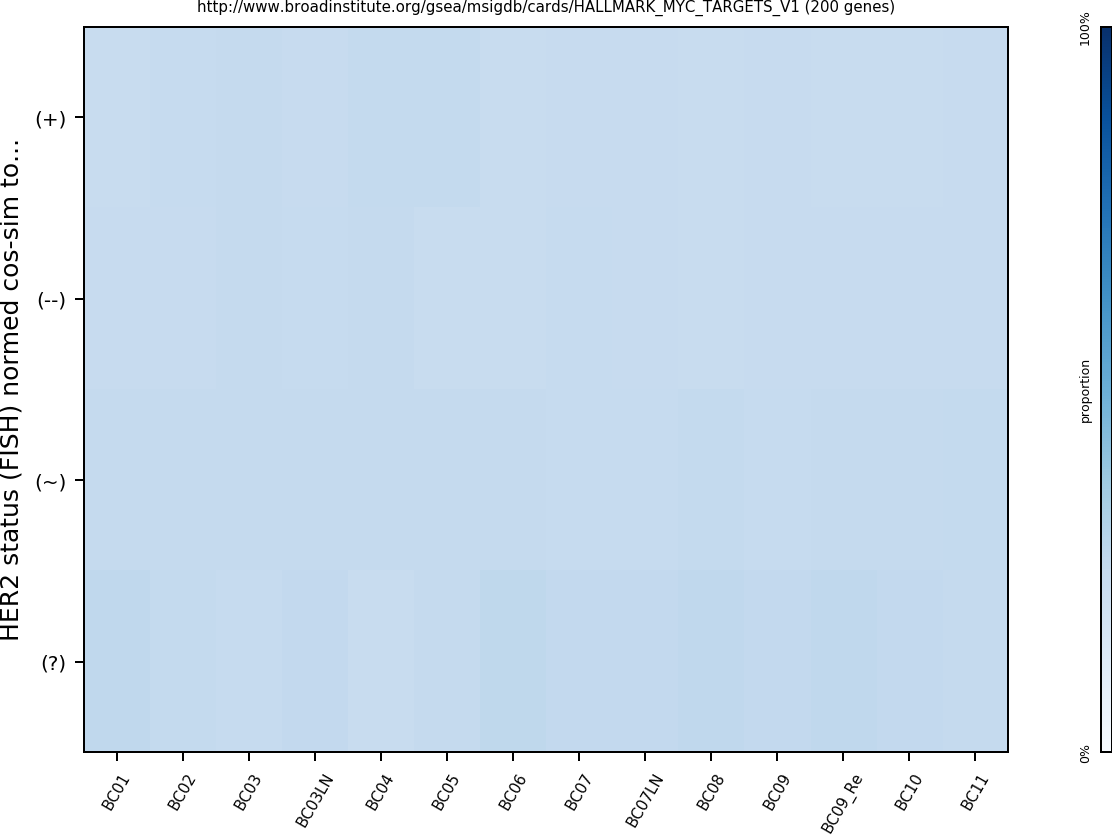 http://www.broadinstitute.org/gsea/msigdb/cards/HALLMARK_MYC_TARGETS_V1 (200 genes)
HER2 status (FISH) normed cos-sim to...
(+)
(--)
(~)
(?)
BC01
BC02
BC03
BC03LN
BC04
BC05
BC06
BC07
BC07LN
BC08
BC09
BC09_Re
BC10
BC11
100%
proportion
0%